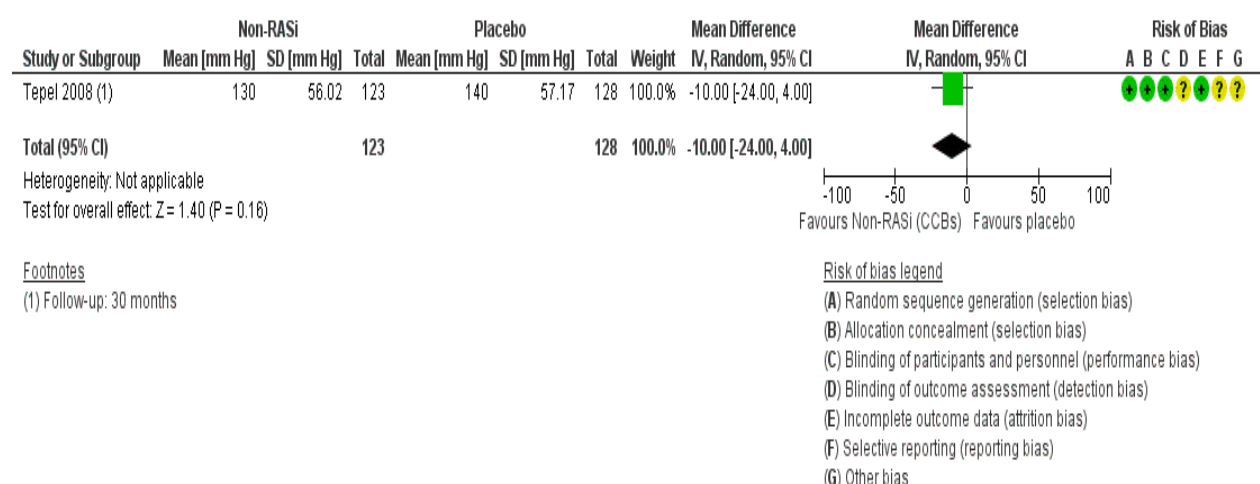 Non-RASi Placebo Mean Difference Mean Difference Risk of Bias
Study or Subgroup Mean [mm Hg] SD [mm Hg] Total Mean [mm Hg] SD [mm Hg] Total Weight IV, Random, 95% CI IV, Random, 95% CI A B C D E F G
Tepel 2008 (1) 130 56.02 123 140 57.17 128 100.0% -10.00 [-24.00, 4.00] + + + ? + ? ?
Total (95% CI) 123 128 100.0% -10.00 [-24.00, 4.00]
Heterogeneity: Not applicable
Test for overall effect: Z = 1.40 (P = 0.16)
-100 -50 0 50 100
Favours Non-RASi (CCBs) Favours placebo
Footnotes
(1) Follow-up: 30 months
Risk of bias legend
(A) Random sequence generation (selection bias)
(B) Allocation concealment (selection bias)
(C) Blinding of participants and personnel (performance bias)
(D) Blinding of outcome assessment (detection bias)
(E) Incomplete outcome data (attrition bias)
(F) Selective reporting (reporting bias)
(G) Other bias